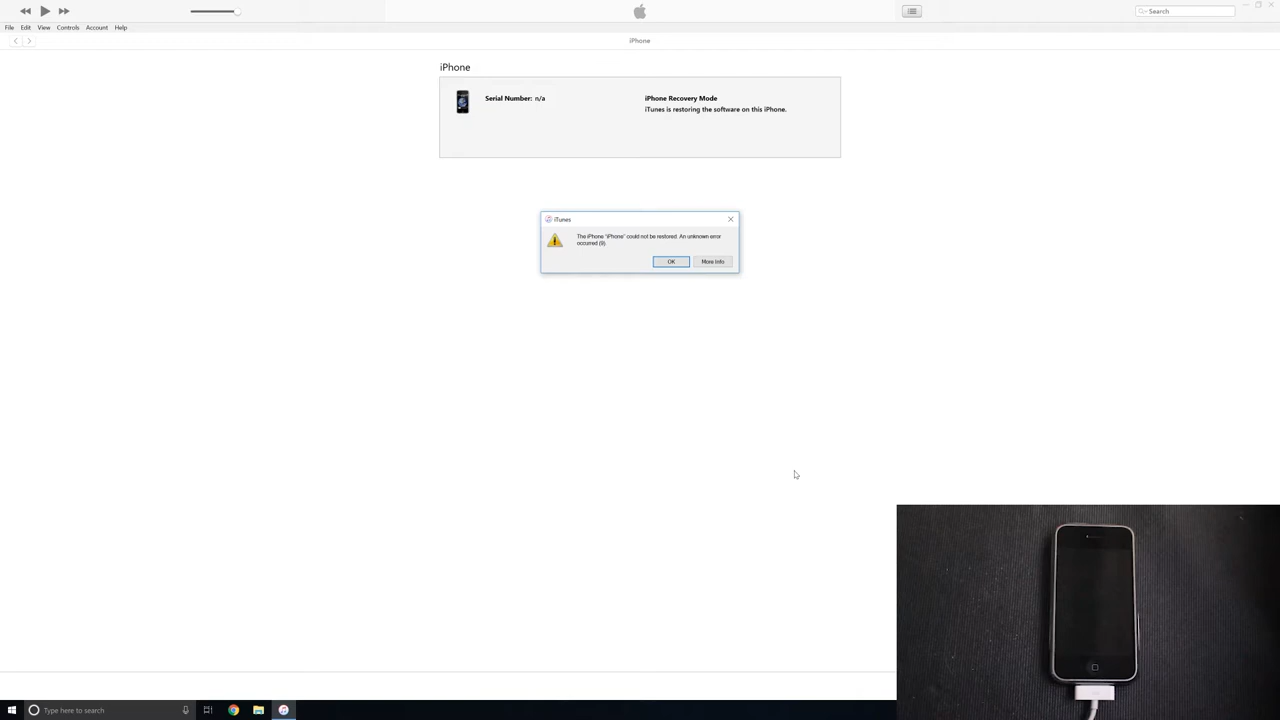 Search
File Edit View Controls Account Help
iPhone
iPhone
Serial Number: n/a
iPhone Recovery Mode
iTunes is restoring the software on this iPhone.
iTunes
The iPhone "iPhone" could not be restored. An unknown error
occurred (9).
OK
More Info
Type here to search